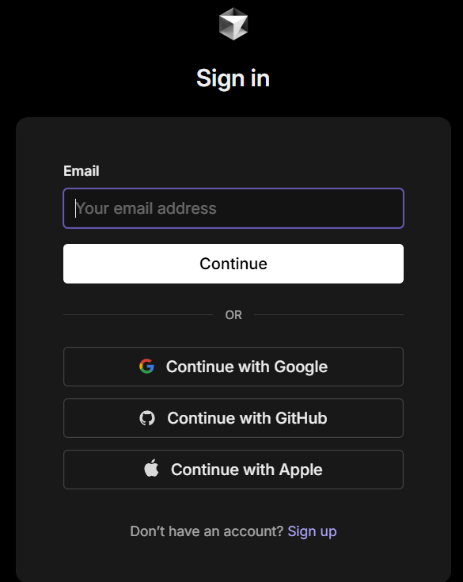 Sign in
Email
Your email address
Continue
OR
Continue with Google
Continue with GitHub
Continue with Apple
Don’t have an account? Sign up